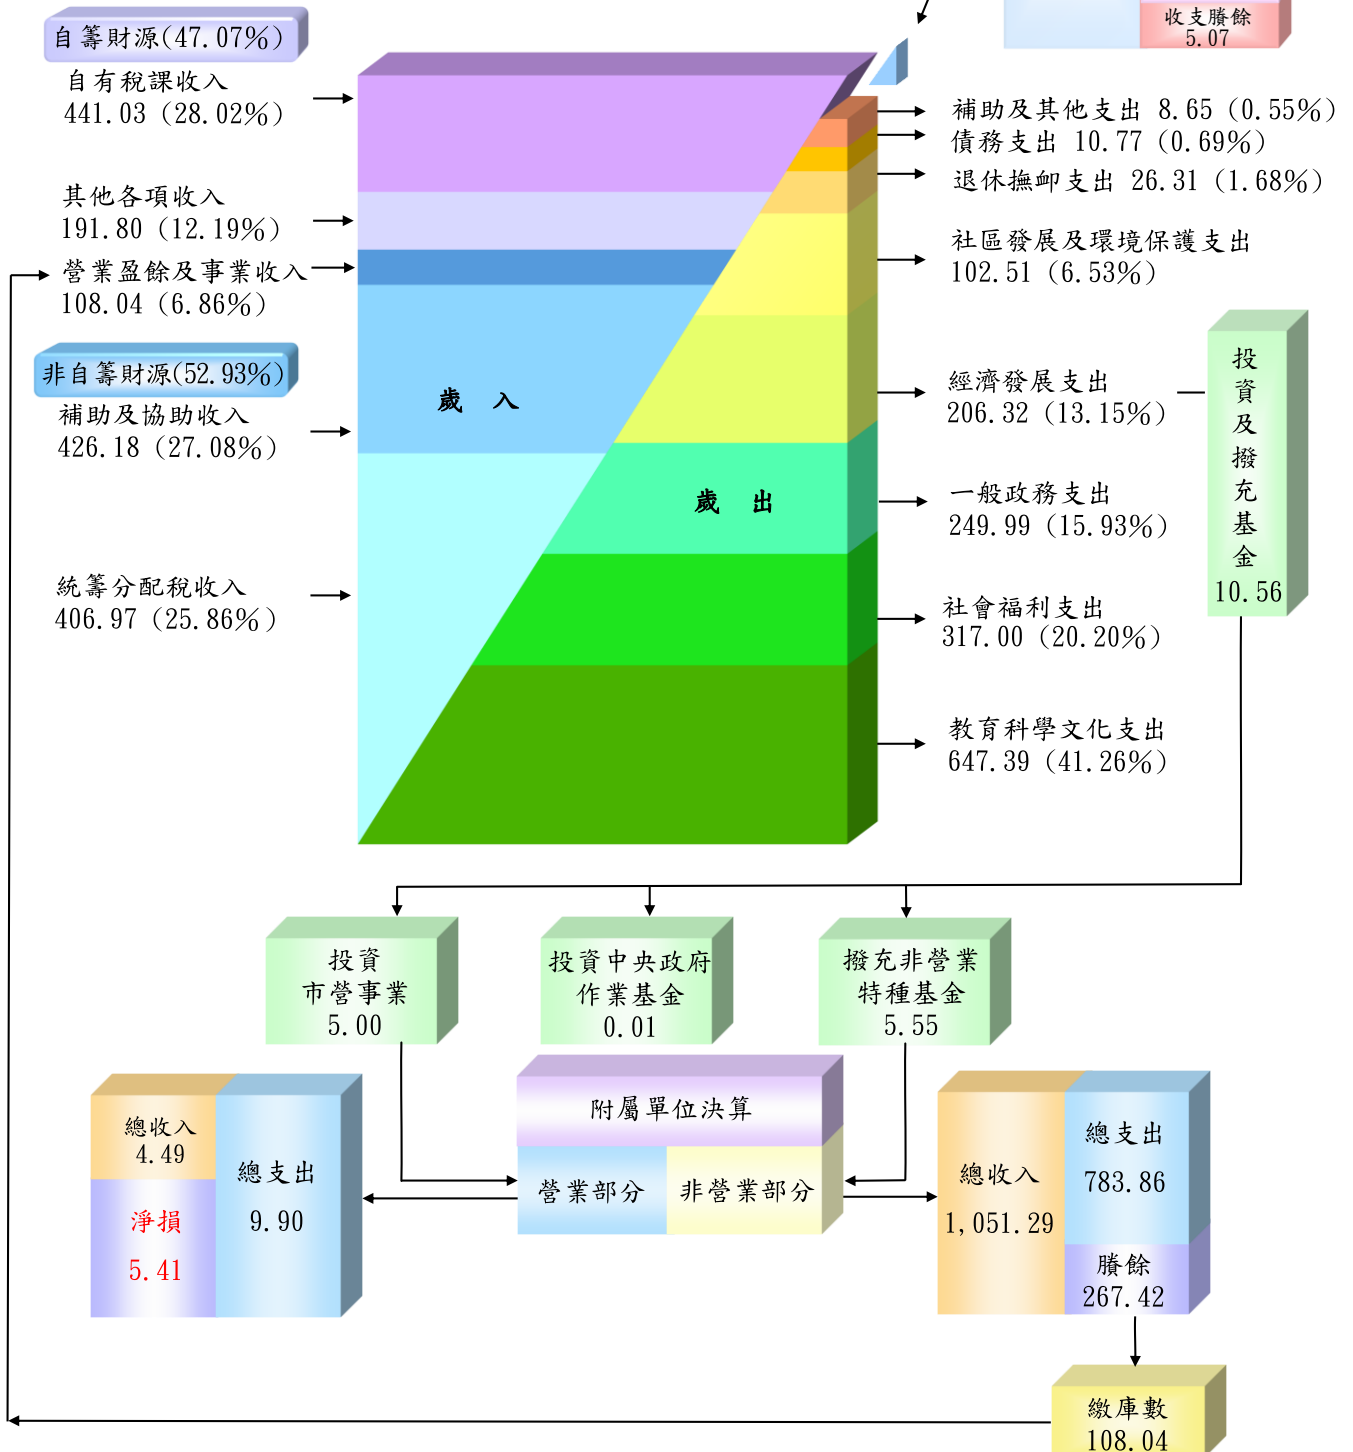 收支賸餘
5.07
自籌財源(47.07%)
自有稅課收入
441.03 (28.02%)
其他各項收入
191.80 (12.19%)
營業盈餘及事業收入
108.04 (6.86%)
非自籌財源(52.93%)
補助及協助收入
426.18 (27.08%)
統籌分配稅收入
406.97 (25.86%)
歲 入
歲 出
補助及其他支出 8.65 (0.55%)
債務支出 10.77 (0.69%)
退休撫卹支出 26.31 (1.68%)
社區發展及環境保護支出
102.51 (6.53%)
經濟發展支出
206.32 (13.15%)
一般政務支出
249.99 (15.93%)
社會福利支出
317.00 (20.20%)
教育科學文化支出
647.39 (41.26%)
投資及撥充基金
10.56
投資
市營事業
5.00
投資中央政府
作業基金
0.01
撥充非營業
特種基金
5.55
附屬單位決算
營業部分
非營業部分
總收入
4.49
淨損
5.41
總支出
9.90
總收入
1,051.29
總支出
783.86
賸餘
267.42
繳庫數
108.04